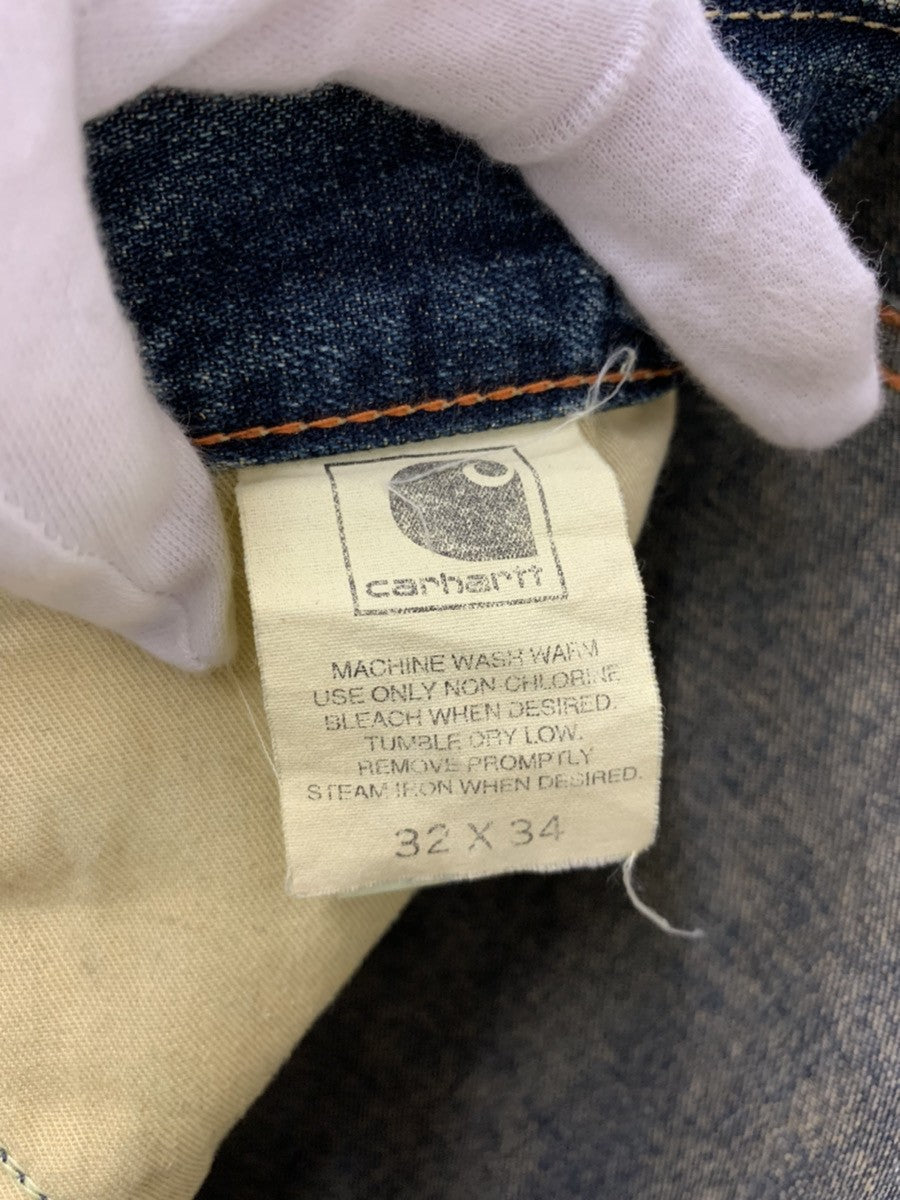 carhartt
MACHINE WASH WARM
USE ONLY NON-CHLORINE
BLEACH WHEN DESIRED.
TUMBLE DRY LOW.
REMOVE PROMPTLY
STEAM IRON WHEN DESIRED.
32 X 34